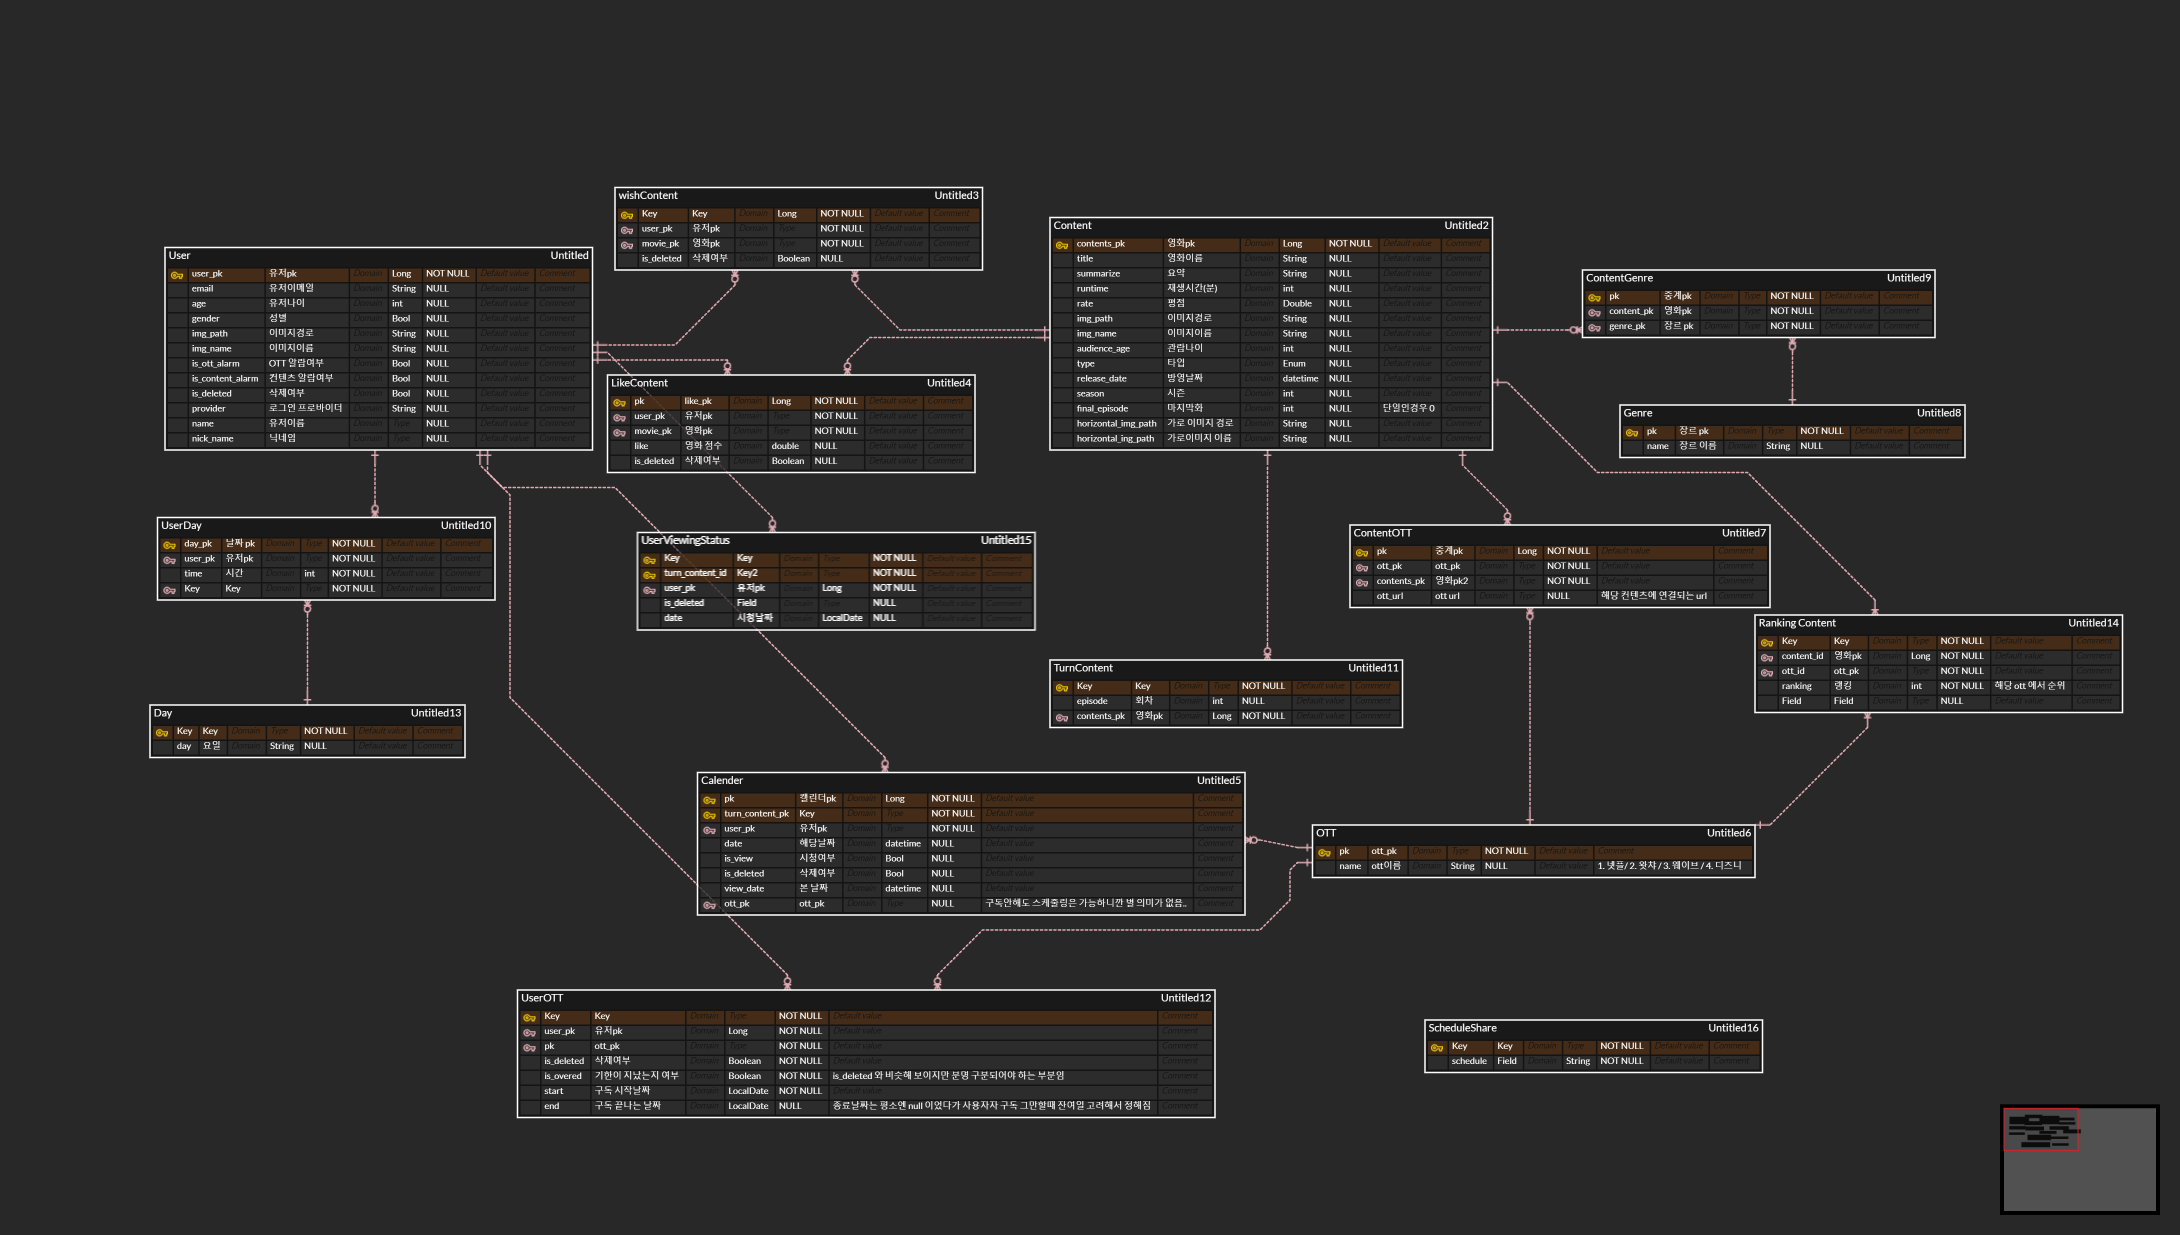 wishContent Untitled3
Key Key Domain Long NOT NULL Default value Comment
user_pk 유저pk Domain Type NOT NULL Default value Comment
movie_pk 영화pk Domain Type NOT NULL Default value Comment
is_deleted 삭제여부 Domain Boolean NULL Default value Comment
User Untitled
user_pk 유저pk Domain Long NOT NULL Default value Comment
email 유저이메일 Domain String NULL Default value Comment
age 유저나이 Domain int NULL Default value Comment
gender 성별 Domain Bool NULL Default value Comment
img_path 이미지경로 Domain String NULL Default value Comment
img_name 이미지이름 Domain String NULL Default value Comment
is_ott_alarm OTT 알람여부 Domain Bool NULL Default value Comment
is_content_alarm 컨텐츠 알람여부 Domain Bool NULL Default value Comment
is_deleted 삭제여부 Domain Bool NULL Default value Comment
provider 로그인 프로바이더 Domain String NULL Default value Comment
name 유저이름 Domain Type NULL Default value Comment
nick_name 닉네임 Domain Type NULL Default value Comment
LikeContent Untitled4
pk like_pk Domain Long NOT NULL Default value Comment
user_pk 유저pk Domain Type NOT NULL Default value Comment
movie_pk 영화pk Domain Type NOT NULL Default value Comment
like 영화 점수 Domain double NULL Default value Comment
is_deleted 삭제여부 Domain Boolean NULL Default value Comment
Content Untitled2
contents_pk 영화pk Domain Long NOT NULL Default value Comment
title 영화이름 Domain String NULL Default value Comment
summarize 요약 Domain String NULL Default value Comment
runtime 재생시간(분) Domain int NULL Default value Comment
rate 평점 Domain Double NULL Default value Comment
img_path 이미지경로 Domain String NULL Default value Comment
img_name 이미지이름 Domain String NULL Default value Comment
audience_age 관람나이 Domain int NULL Default value Comment
type 타입 Domain Enum NULL Default value Comment
release_date 방영날짜 Domain datetime NULL Default value Comment
season 시즌 Domain int NULL Default value Comment
final_episode 마지막화 Domain int NULL 단일인경우 0 Comment
horizontal_img_path 가로 이미지 경로 Domain String NULL Default value Comment
horizontal_ing_path 가로이미지 이름 Domain String NULL Default value Comment
ContentGenre Untitled9
pk 중계pk Domain Type NOT NULL Default value Comment
content_pk 영화pk Domain Type NOT NULL Default value Comment
genre_pk 장르 pk Domain Type NOT NULL Default value Comment
Genre Untitled8
pk 장르 pk Domain Type NOT NULL Default value Comment
name 장르 이름 Domain String NULL Default value Comment
UserDay Untitled10
day_pk 날짜 pk Domain Type NOT NULL Default value Comment
user_pk 유저pk Domain Type NOT NULL Default value Comment
time 시간 Domain int NOT NULL Default value Comment
Key Key Domain Type NOT NULL Default value Comment
UserViewingStatus Untitled15
Key Key Domain Type NOT NULL Default value Comment
turn_content_id Key2 Domain Type NOT NULL Default value Comment
user_pk 유저pk Domain Long NOT NULL Default value Comment
is_deleted Field Domain Type NULL Default value Comment
date 시청날짜 Domain LocalDate NULL Default value Comment
ContentOTT Untitled7
pk 중계pk Domain Long NOT NULL Default value Comment
ott_pk ott_pk Domain Type NOT NULL Default value Comment
contents_pk 영화pk2 Domain Type NOT NULL Default value Comment
ott_url ott url Domain Type NULL 해당 컨텐츠에 연결되는 url Comment
Ranking Content Untitled14
Key Key Domain Type NOT NULL Default value Comment
content_id 영화pk Domain Long NOT NULL Default value Comment
ott_id ott_pk Domain Type NOT NULL Default value Comment
ranking 랭킹 Domain int NOT NULL 해당 ott 에서 순위 Comment
Field Field Domain Type NULL Default value Comment
TurnContent Untitled11
Key Key Domain Type NOT NULL Default value Comment
episode 회차 Domain int NULL Default value Comment
contents_pk 영화pk Domain Long NOT NULL Default value Comment
Day Untitled13
Key Key Domain Type NOT NULL Default value Comment
day 요일 Domain String NULL Default value Comment
Calender Untitled5
pk 캘린더pk Domain Long NOT NULL Default value Comment
turn_content_pk Key Domain Type NOT NULL Default value Comment
user_pk 유저pk Domain Type NOT NULL Default value Comment
date 해당날짜 Domain datetime NULL Default value Comment
is_view 시청여부 Domain Bool NULL Default value Comment
is_deleted 삭제여부 Domain Bool NULL Default value Comment
view_date 본 날짜 Domain datetime NULL Default value Comment
ott_pk ott_pk Domain Type NULL 구독안해도 스케줄링은 가능하니깐 별 의미가 없음.. Comment
OTT Untitled6
pk ott_pk Domain Type NOT NULL Default value Comment
name ott이름 Domain String NULL Default value 1. 넷플/ 2. 왓챠 / 3. 웨이브 / 4. 디즈니
UserOTT Untitled12
Key Key Domain Type NOT NULL Default value Comment
user_pk 유저pk Domain Long NOT NULL Default value Comment
pk ott_pk Domain Type NOT NULL Default value Comment
is_deleted 삭제여부 Domain Boolean NOT NULL Default value Comment
is_overed 기한이 지났는지 여부 Domain Boolean NOT NULL is_deleted 와 비슷해 보이지만 분명 구분되어야 하는 부분임 Comment
start 구독 시작날짜 Domain LocalDate NOT NULL Default value Comment
end 구독 끝나는 날짜 Domain LocalDate NULL 종료날짜는 평소엔 null 이었다가 사용자자 구독 그만할때 잔여일 고려해서 정해짐 Comment
ScheduleShare Untitled16
Key Key Domain Type NOT NULL Default value Comment
schedule Field Domain String NOT NULL Default value Comment